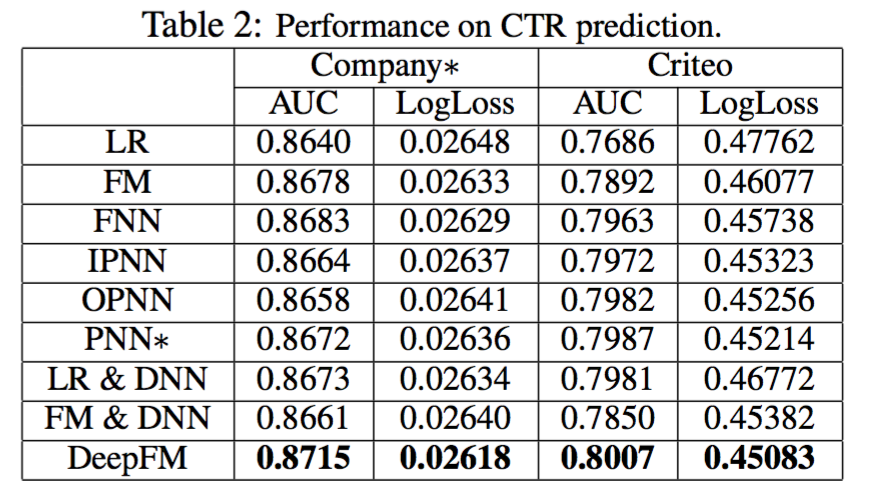 Table 2: Performance on CTR prediction.
Company∗ Criteo
AUC LogLoss AUC LogLoss
LR 0.8640 0.02648 0.7686 0.47762
FM 0.8678 0.02633 0.7892 0.46077
FNN 0.8683 0.02629 0.7963 0.45738
IPNN 0.8664 0.02637 0.7972 0.45323
OPNN 0.8658 0.02641 0.7982 0.45256
PNN∗ 0.8672 0.02636 0.7987 0.45214
LR & DNN 0.8673 0.02634 0.7981 0.46772
FM & DNN 0.8661 0.02640 0.7850 0.45382
DeepFM 0.8715 0.02618 0.8007 0.45083